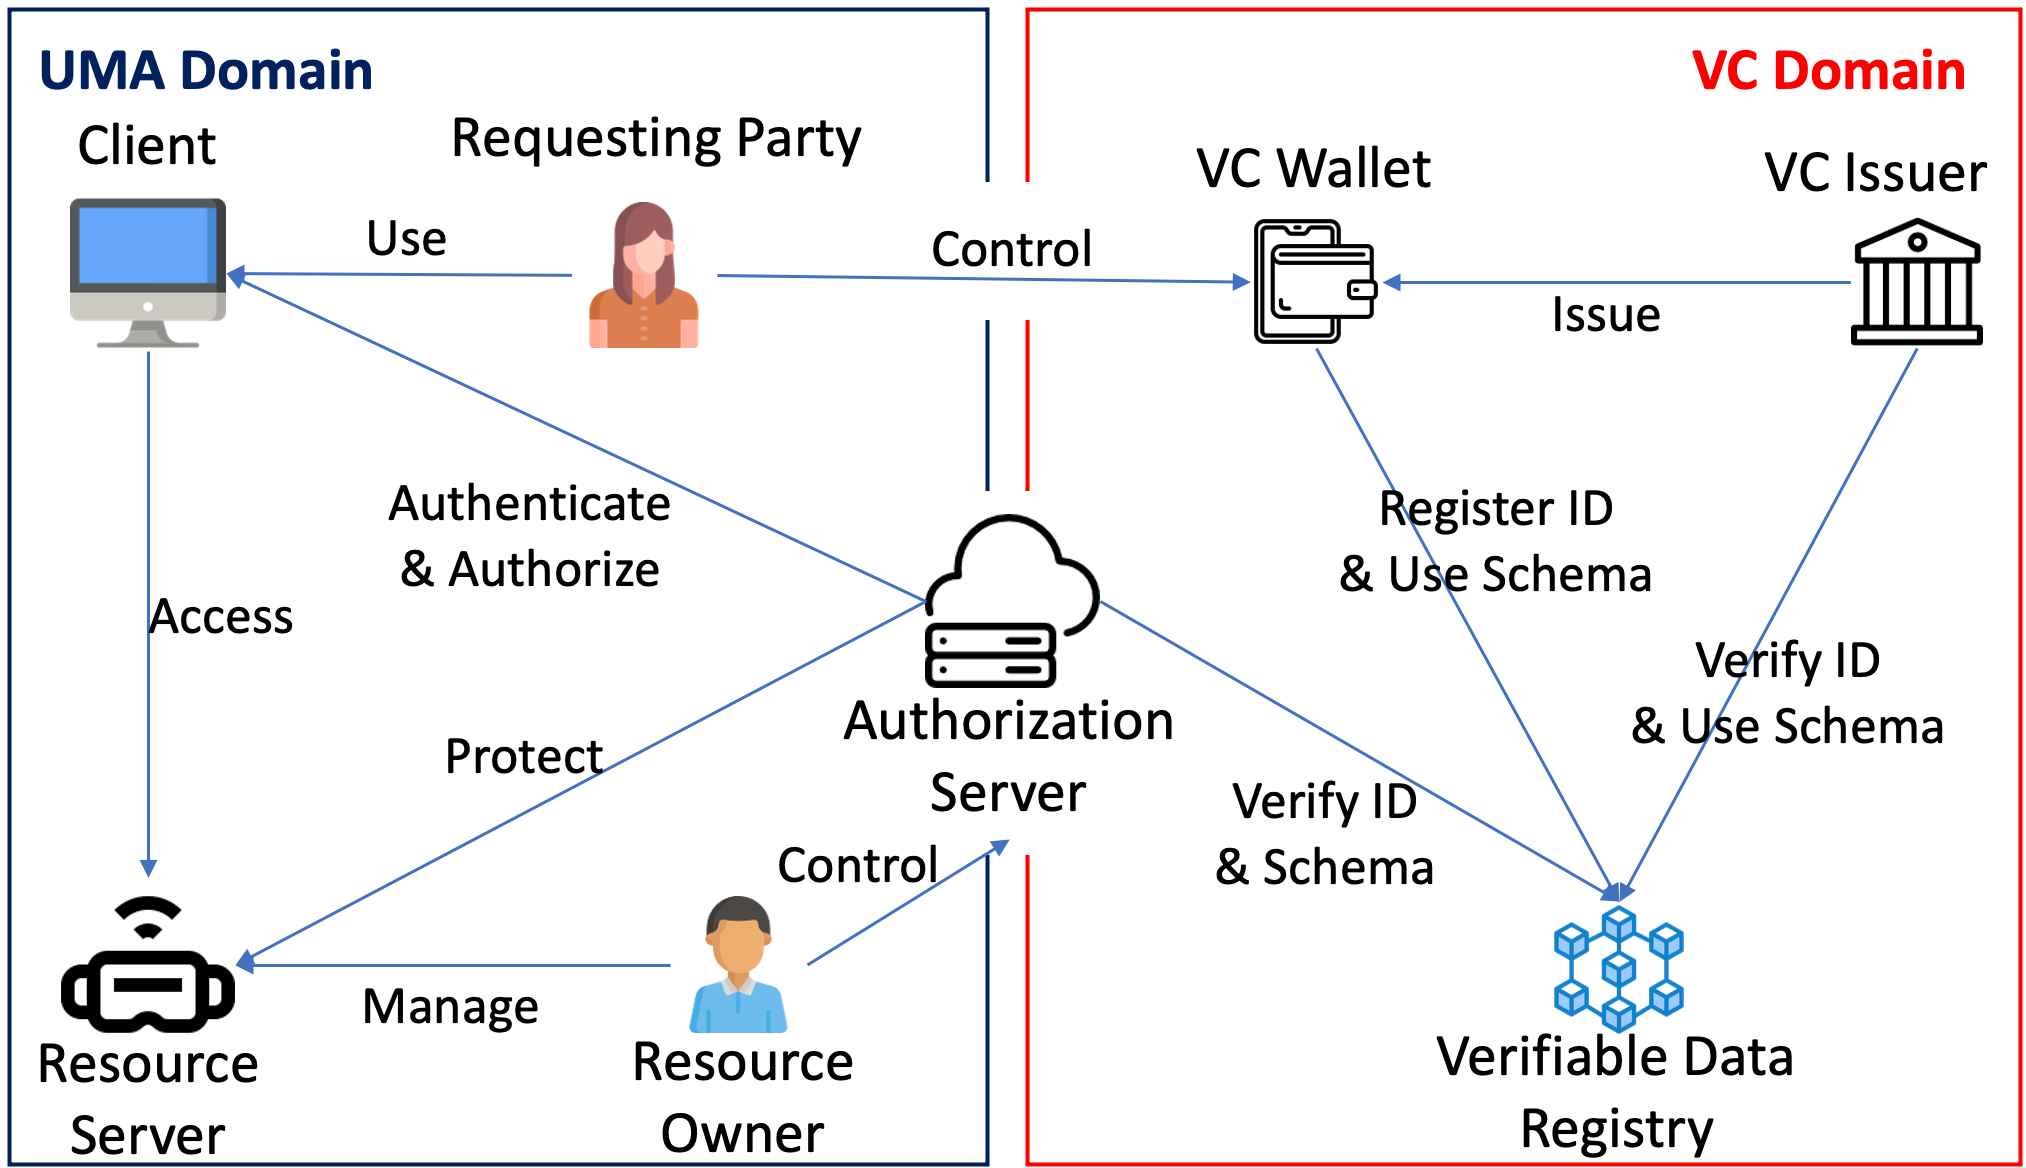 UMA Domain
VC Domain
Client
Requesting Party
VC Wallet
VC Issuer
Use
Control
Issue
Authenticate
& Authorize
Register ID
& Use Schema
Access
Verify ID
& Use Schema
Authorization
Server
Protect
Verify ID
& Schema
Control
Manage
Resource
Server
Resource
Owner
Verifiable Data
Registry